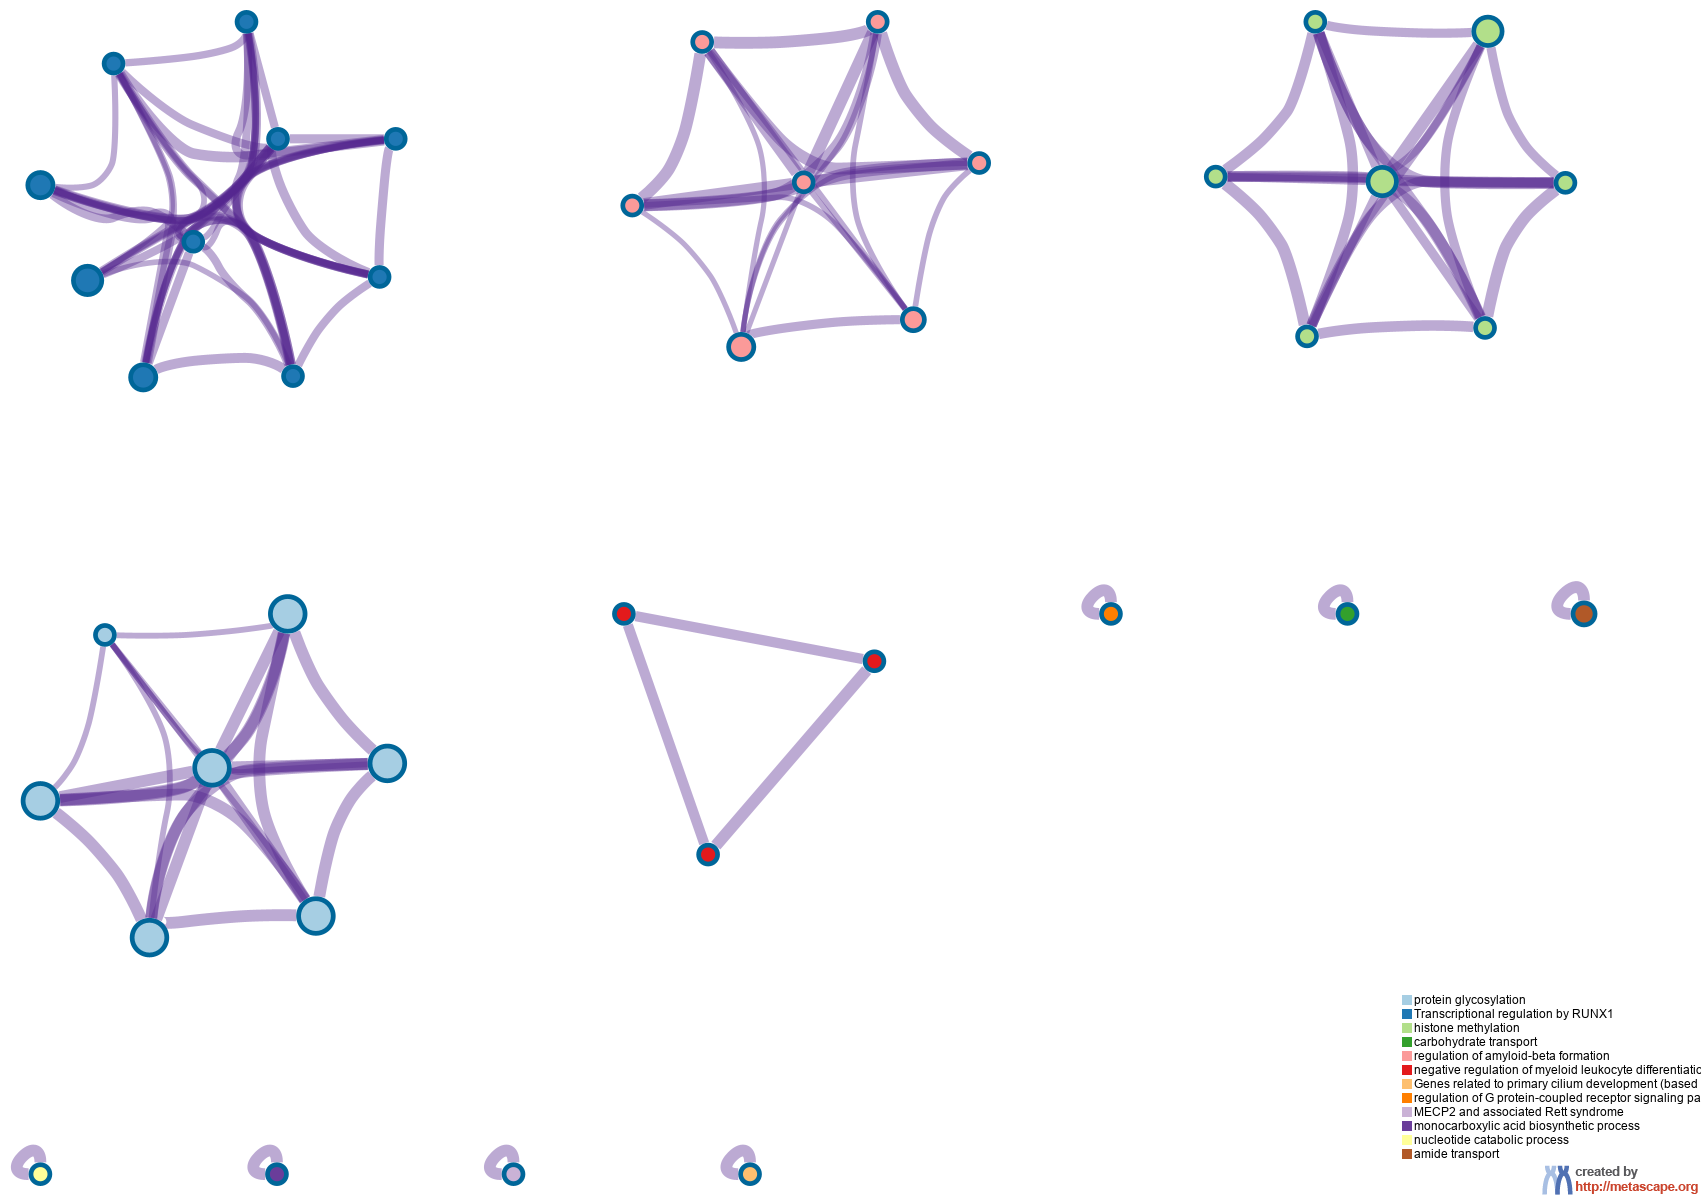 protein glycosylation
Transcriptional regulation by RUNX1
histone methylation
carbohydrate transport
regulation of amyloid-beta formation
negative regulation of myeloid leukocyte differentiatio
Genes related to primary cilium development (based
regulation of G protein-coupled receptor signaling pa
MECP2 and associated Rett syndrome
monocarboxylic acid biosynthetic process
nucleotide catabolic process
amide transport
created by
http://metascape.org